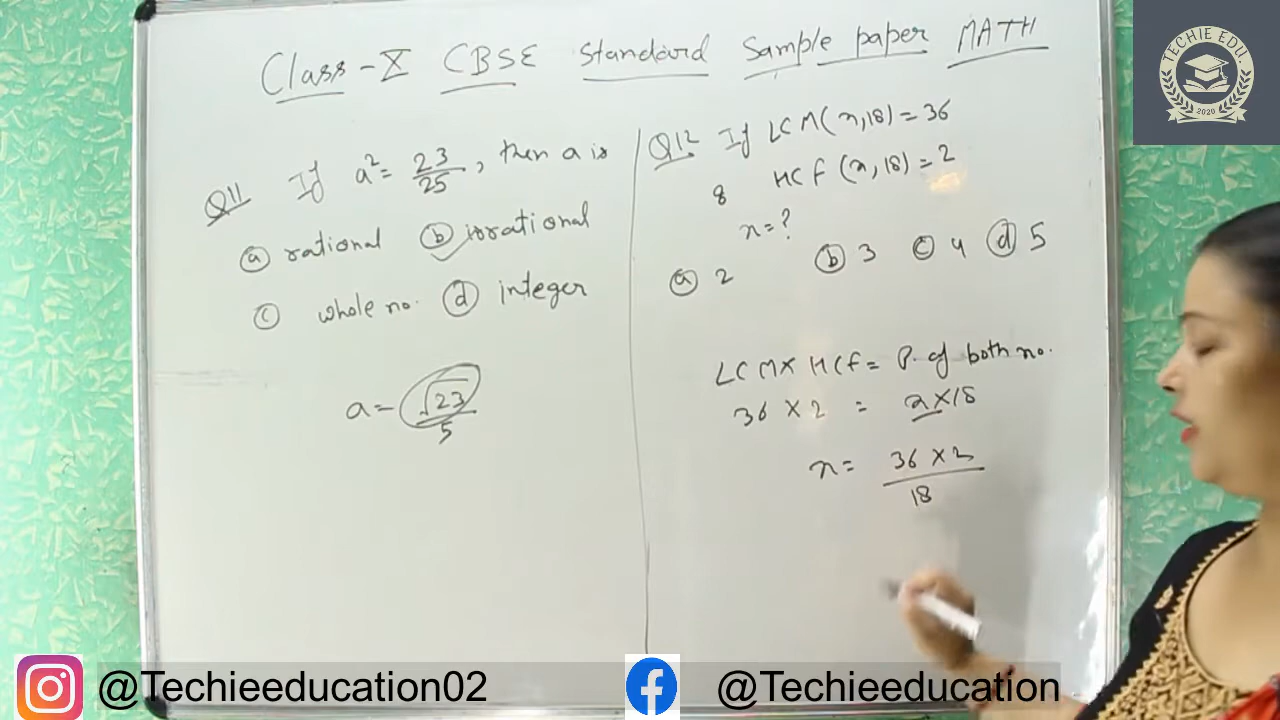 Class-X CBSE Standard Sample paper MATH
TECHIE EDU.
2020
Q11 If a² = 23/25, then a is
(a) rational (b) irrational
(c) whole no. (d) integer
a = √23/5
Q12 If LCM(x,18) = 36
& HCF(x,18) = 2
x = ?
(a) 2 (b) 3 (c) 4 (d) 5
LCM × HCF = P. of both no.
36 × 2 = x × 18
x = 36 × 2/18
@Techieeducation02
@Techieeducation